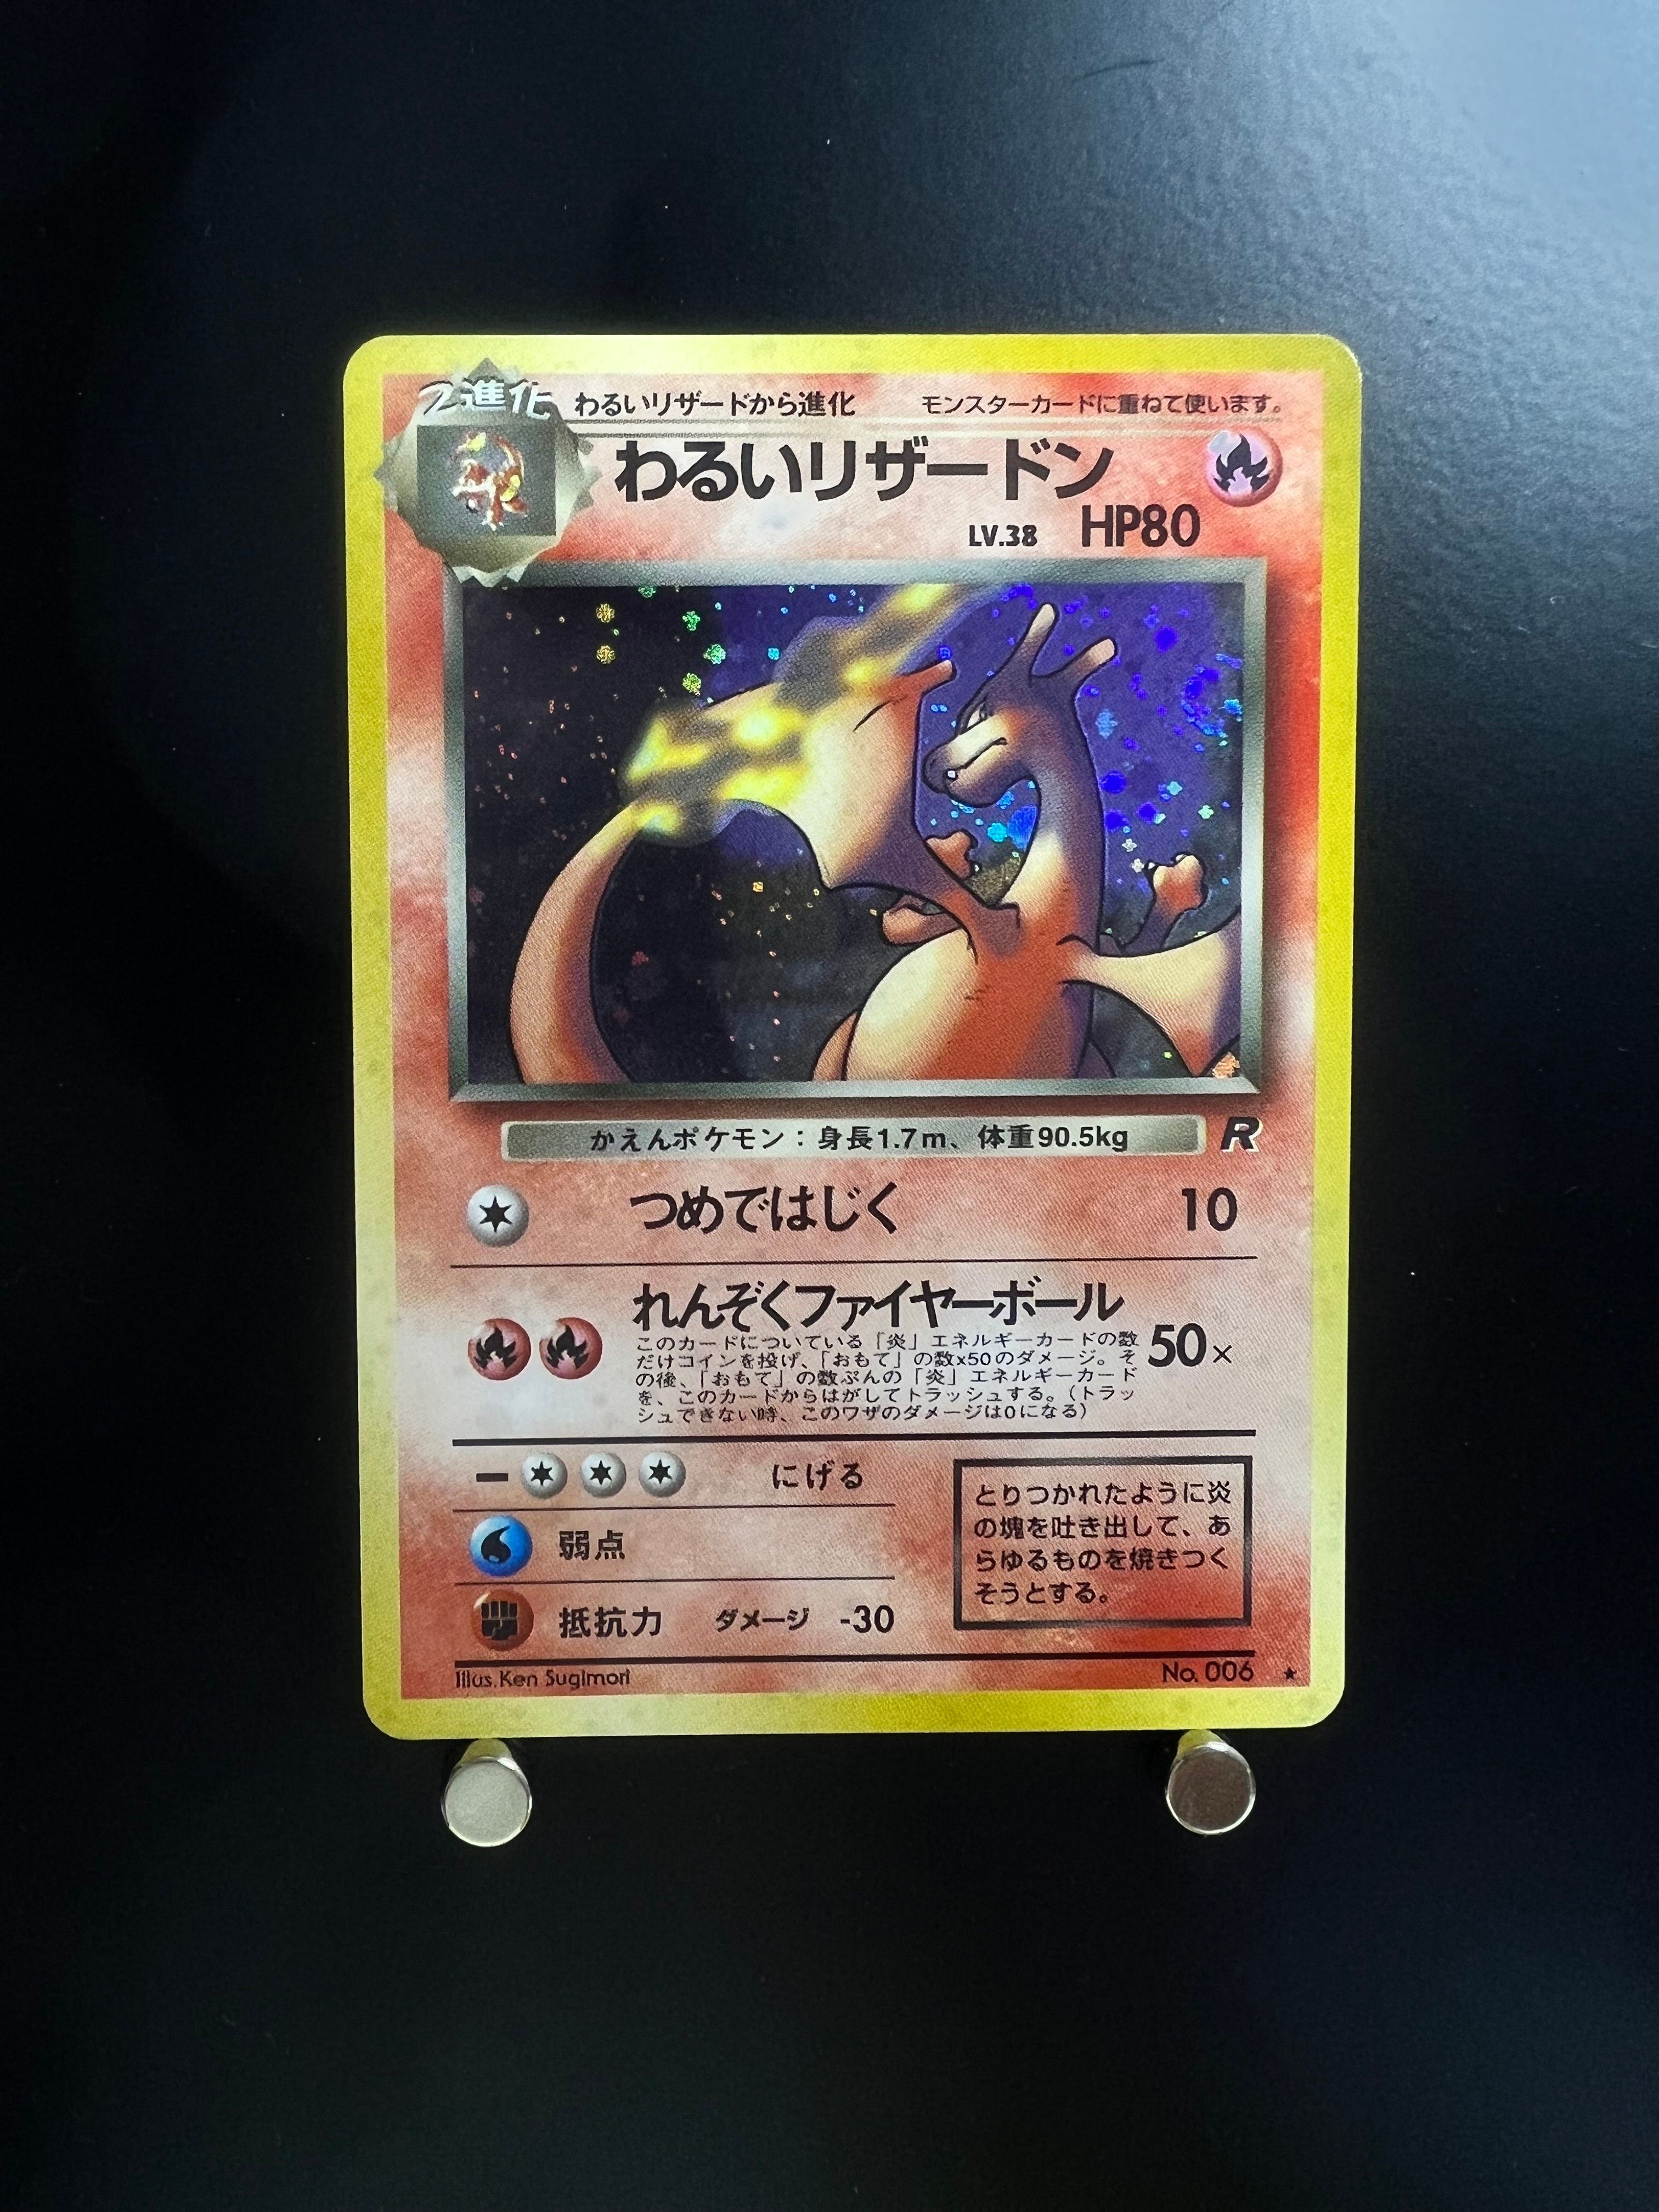 2進化 わるいリザードから進化 モンスターカードに重ねて使います。
わるいリザードン
LV.38 HP80
かえんポケモン：身長1.7m、体重90.5kg R
つめではじく 10
れんぞくファイヤーボール
このカードについている「炎」エネルギーカードの数
だけコインを投げ、「おもて」の数x50のダメージ。そ
の後、「おもて」の数ぶんの「炎」エネルギーカード
を、このカードからはがしてトラッシュする。（トラッ
シュできない時、このワザのダメージは0になる）
50×
にげる
弱点
抵抗力 ダメージ -30
とりつかれたように炎
の塊を吐き出して、あ
らゆるものを焼きつく
そうとする。
Illus. Ken Sugimori No. 006 ★